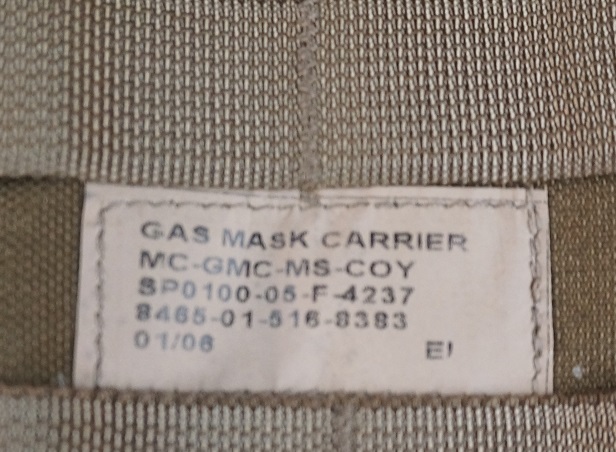 GAS MASK CARRIER
MC-GMC-MS-COY
SP0100-05-F-4237
8465-01-516-8383
01/06 EI